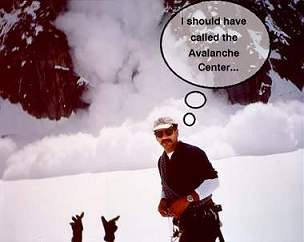 I should have
called the
Avalanche
Center...